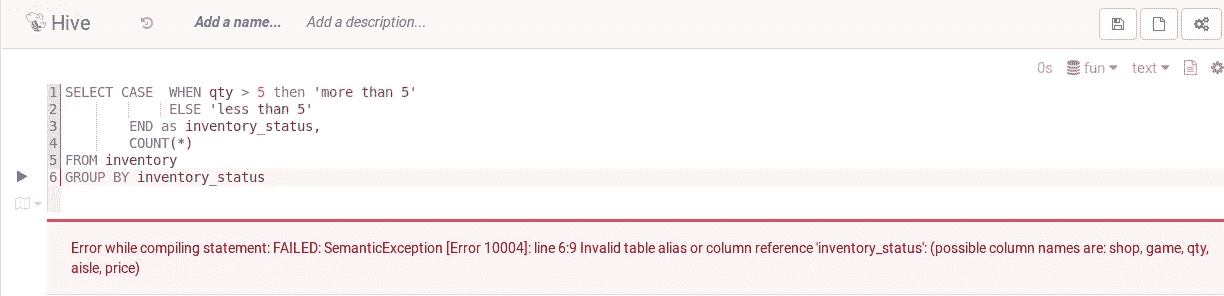 Hive Add a name... Add a description...
0s fun text
1 SELECT CASE  WHEN qty > 5 then 'more than 5'
2             ELSE 'less than 5'
3        END as inventory_status,
4        COUNT(*)
5 FROM inventory
6 GROUP BY inventory_status
Error while compiling statement: FAILED: SemanticException [Error 10004]: line 6:9 Invalid table alias or column reference 'inventory_status': (possible column names are: shop, game, qty,
aisle, price)